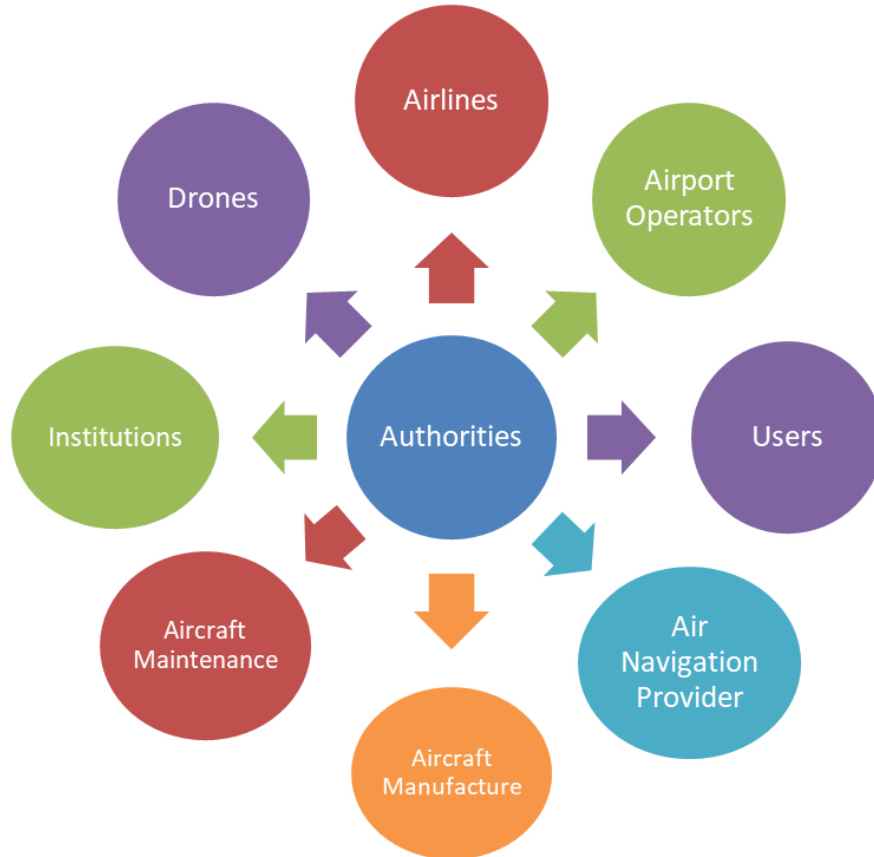 Airlines
Drones
Airport
Operators
Institutions
Authorities
Users
Aircraft
Maintenance
Air
Navigation
Provider
Aircraft
Manufacture